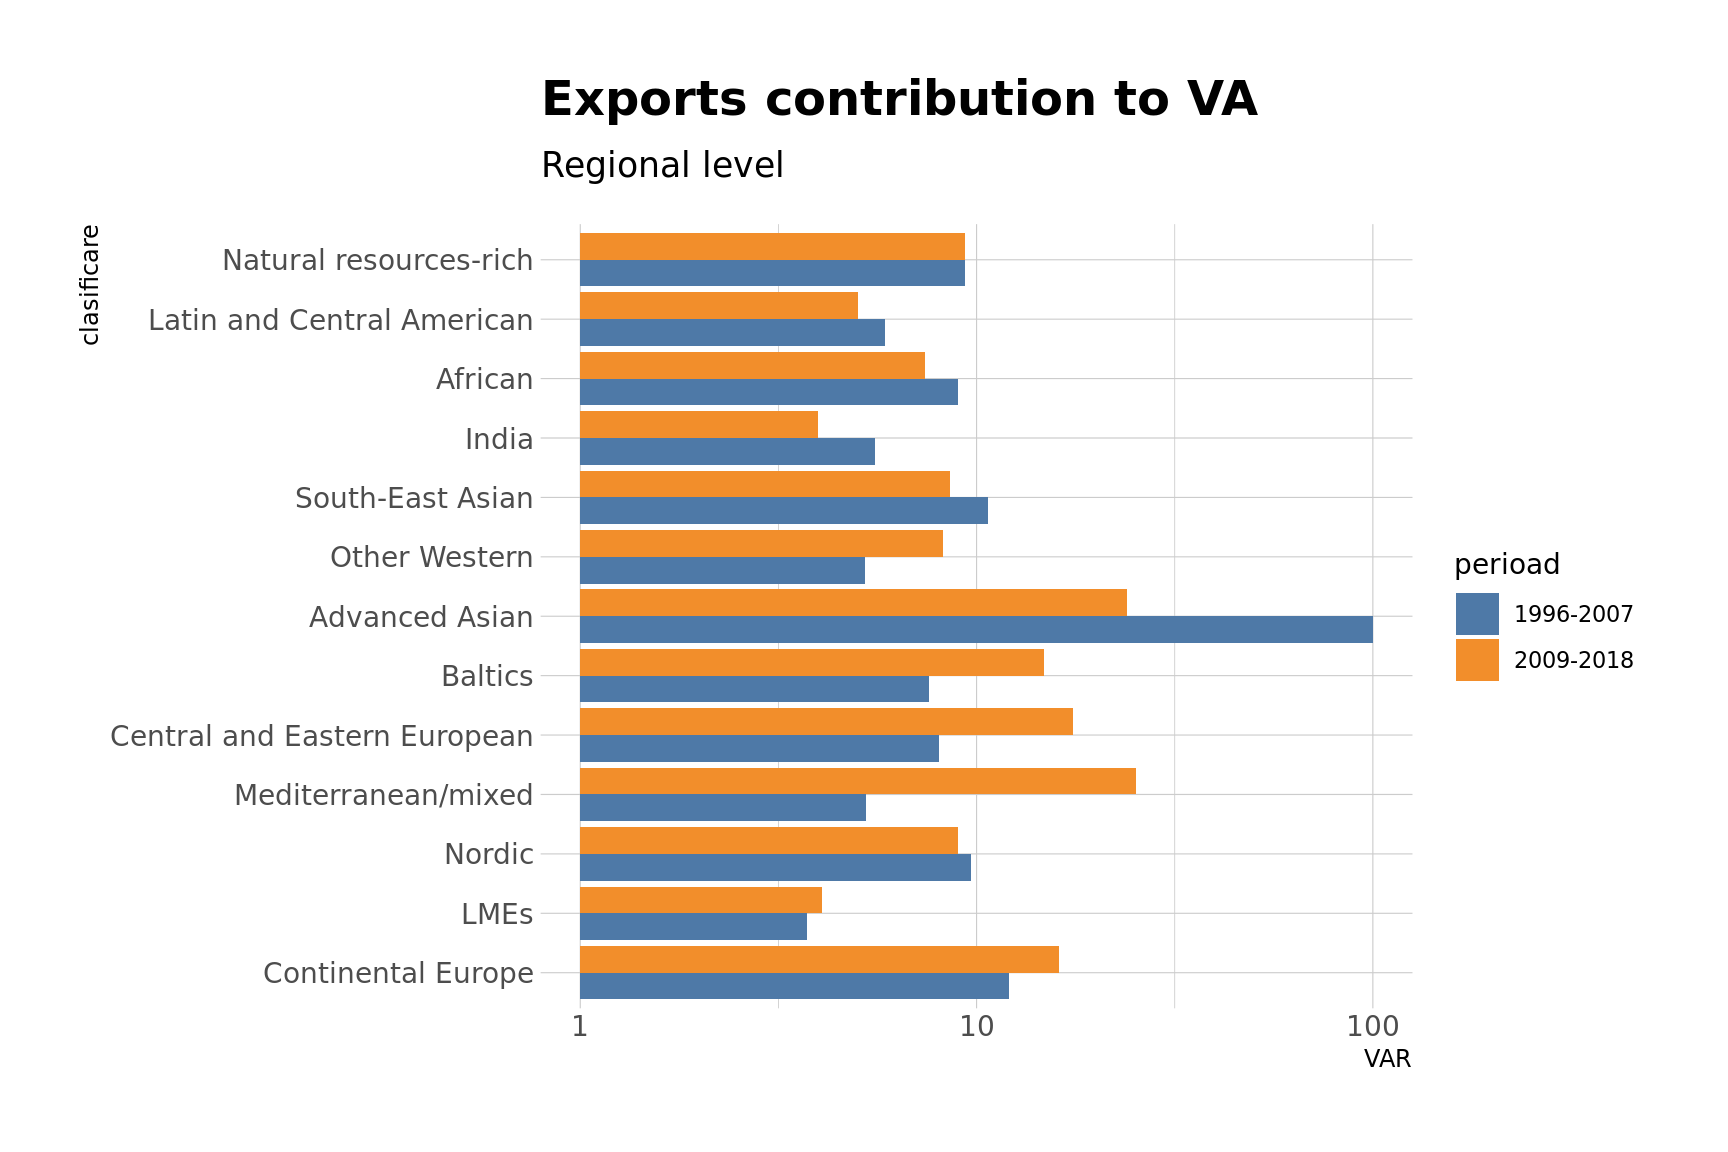 Exports contribution to VA
Regional level
clasificare
Natural resources-rich
Latin and Central American
African
India
South-East Asian
Other Western
Advanced Asian
Baltics
Central and Eastern European
Mediterranean/mixed
Nordic
LMEs
Continental Europe
1 10 100
VAR
perioad
1996-2007
2009-2018